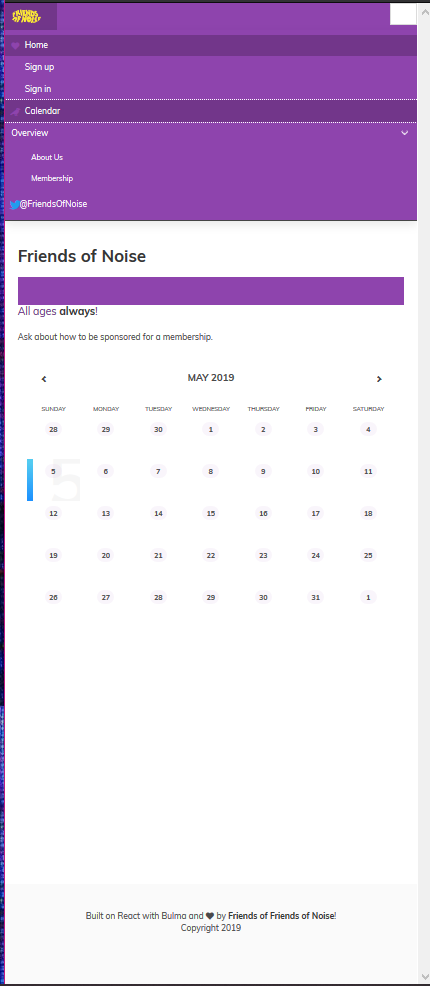 FRIENDS
OF NOISE
Home
Sign up
Sign in
Calendar
Overview
About Us
Membership
@FriendsOfNoise
Friends of Noise
All ages always!
Ask about how to be sponsored for a membership.
MAY 2019
SUNDAY MONDAY TUESDAY WEDNESDAY THURSDAY FRIDAY SATURDAY
28 29 30 1 2 3 4
5 5 6 7 8 9 10 11
12 13 14 15 16 17 18
19 20 21 22 23 24 25
26 27 28 29 30 31 1
Built on React with Bulma and by Friends of Friends of Noise!
Copyright 2019